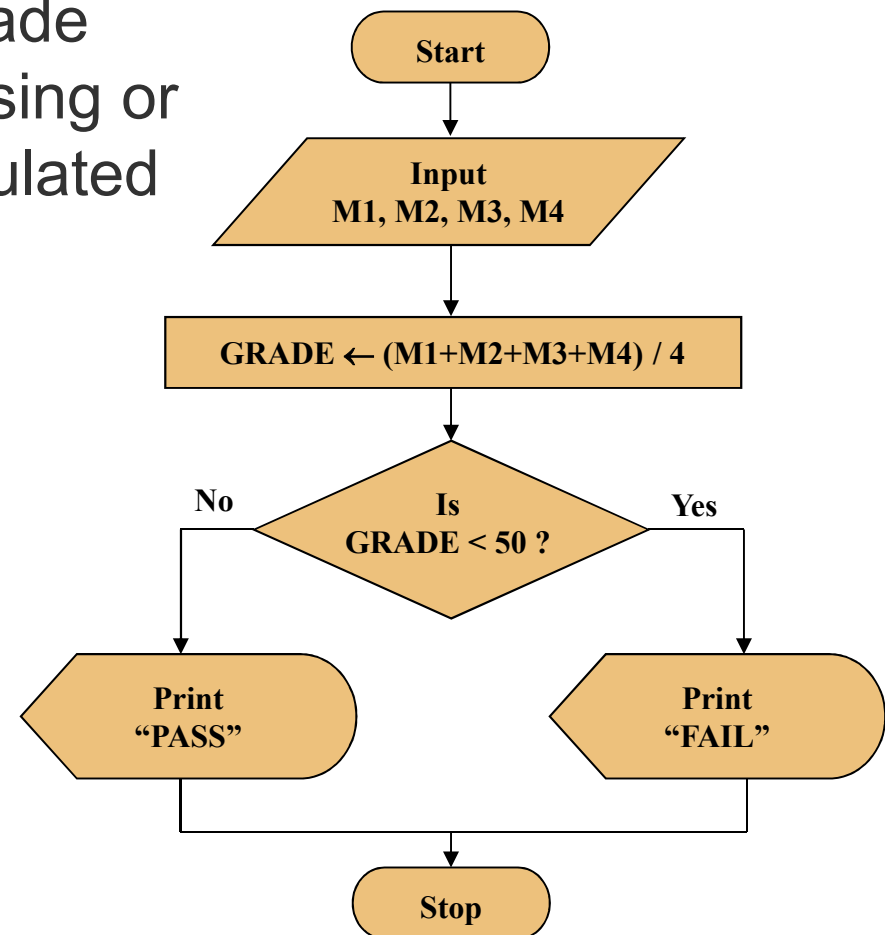 ade
sing or
ulated
Start
Input
M1, M2, M3, M4
GRADE ← (M1+M2+M3+M4) / 4
Is
GRADE < 50 ?
No
Yes
Print
“PASS”
Print
“FAIL”
Stop